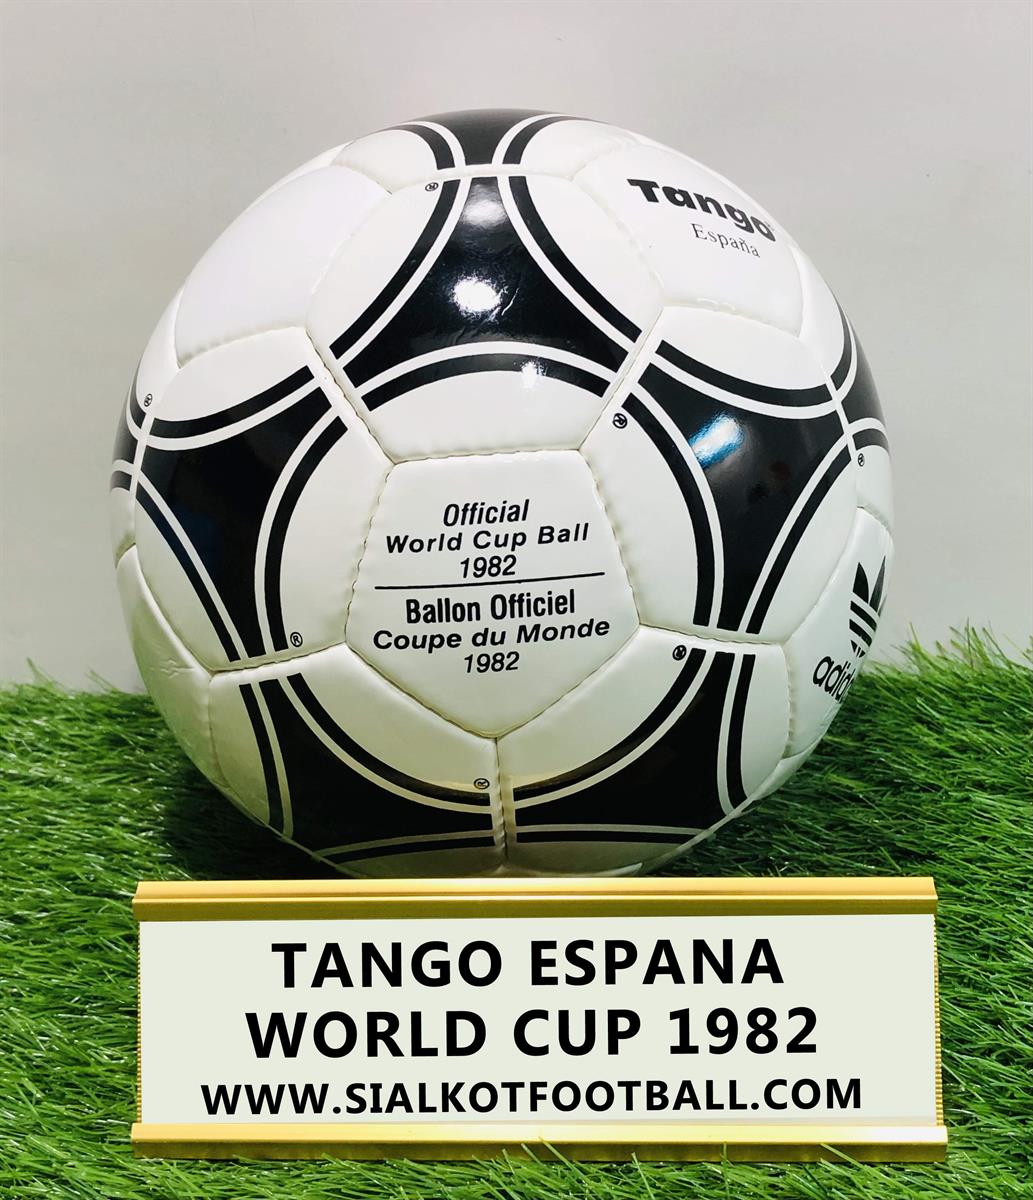 Tango®
España
Official
World Cup Ball
1982
Ballon Officiel
Coupe du Monde
1982
adidas
TANGO ESPANA
WORLD CUP 1982
WWW.SIALKOTFOOTBALL.COM